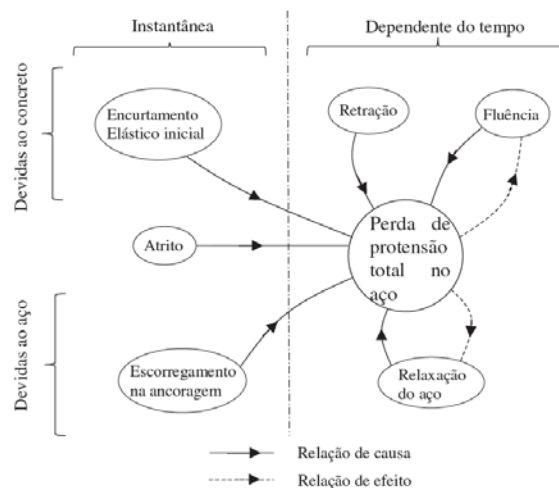 Instantânea
Dependente do tempo
Devidas ao concreto
Encurtamento
Elástico inicial
Retração
Fluência
Atrito
Perda de
protensão
total no
aço
Devidas ao aço
Escorregamento
na ancoragem
Relaxação
do aço
Relação de causa
Relação de efeito